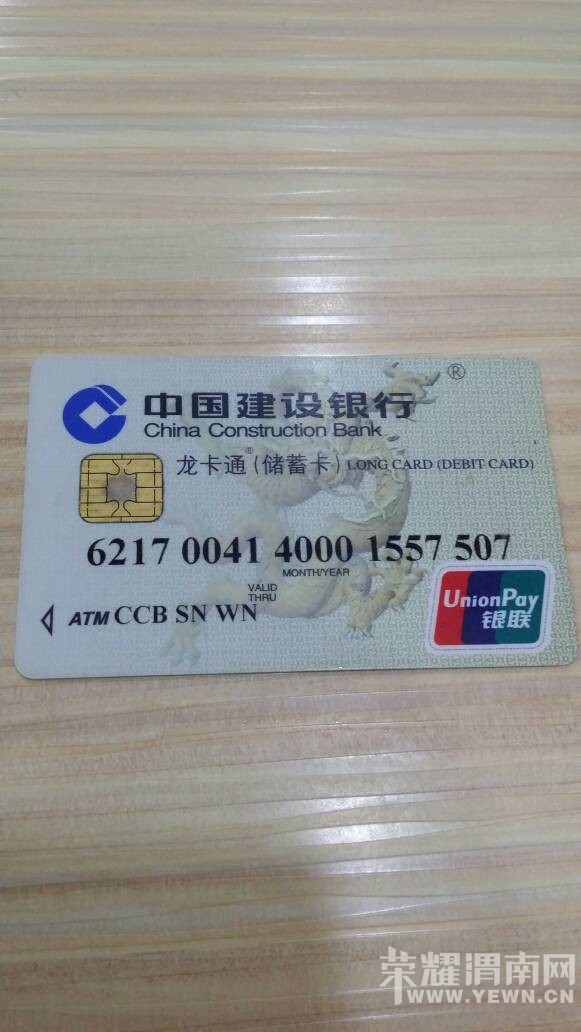 ®
中国建设银行
China Construction Bank
龙卡通®(储蓄卡) LONG CARD (DEBIT CARD)
6217 0041 4000 1557 507
MONTH/YEAR
VALID
THRU
ATM CCB SN WN
UnionPay
银联
荣耀渭南网
WWW.YEWN.CN